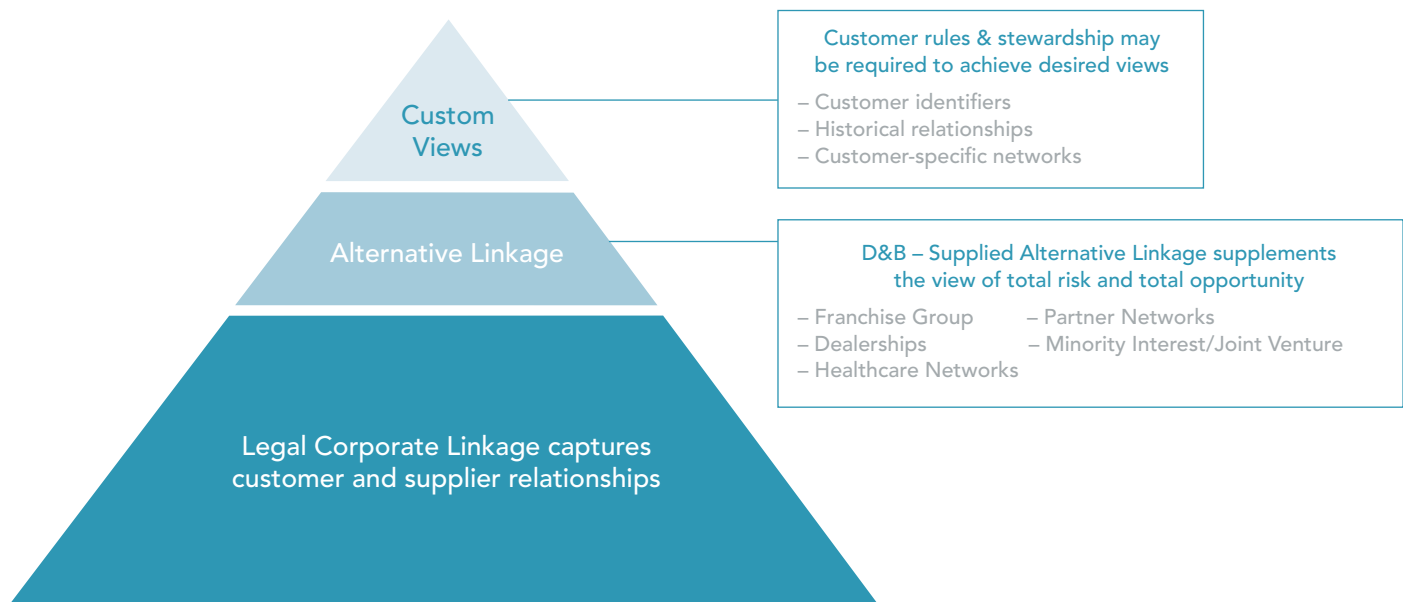 Custom
Views
Customer rules & stewardship may
be required to achieve desired views
– Customer identifiers
– Historical relationships
– Customer-specific networks
Alternative Linkage
D&B – Supplied Alternative Linkage supplements
the view of total risk and total opportunity
– Franchise Group
– Dealerships
– Healthcare Networks
– Partner Networks
– Minority Interest/Joint Venture
Legal Corporate Linkage captures
customer and supplier relationships